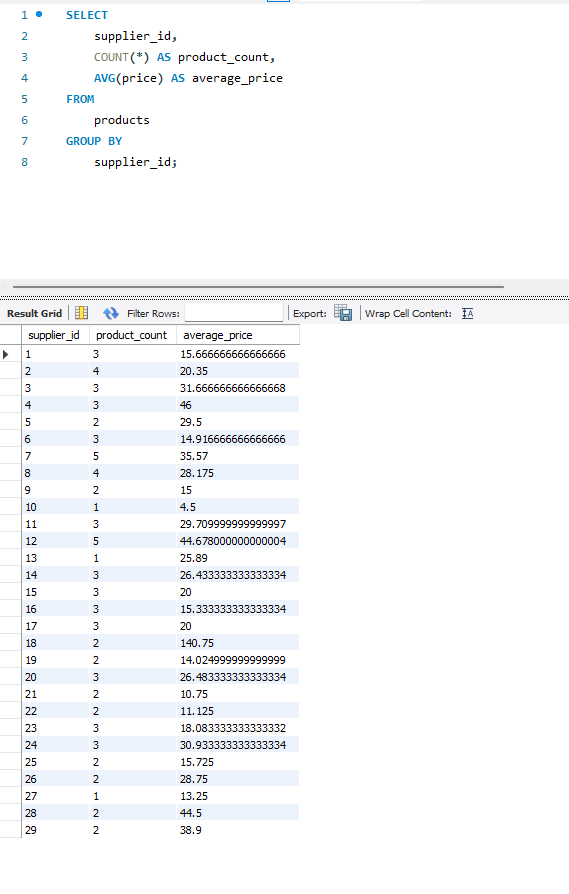 1 SELECT
2 supplier_id,
3 COUNT(*) AS product_count,
4 AVG(price) AS average_price
5 FROM
6 products
7 GROUP BY
8 supplier_id;
Result Grid Filter Rows: Export: Wrap Cell Content: IA
supplier_id product_count average_price
1 3 15.666666666666666
2 4 20.35
3 3 31.666666666666668
4 3 46
5 2 29.5
6 3 14.916666666666666
7 5 35.57
8 4 28.175
9 2 15
10 1 4.5
11 3 29.709999999999997
12 5 44.678000000000004
13 1 25.89
14 3 26.433333333333334
15 3 20
16 3 15.333333333333334
17 3 20
18 2 140.75
19 2 14.024999999999999
20 3 26.483333333333334
21 2 10.75
22 2 11.125
23 3 18.083333333333332
24 3 30.933333333333334
25 2 15.725
26 2 28.75
27 1 13.25
28 2 44.5
29 2 38.9